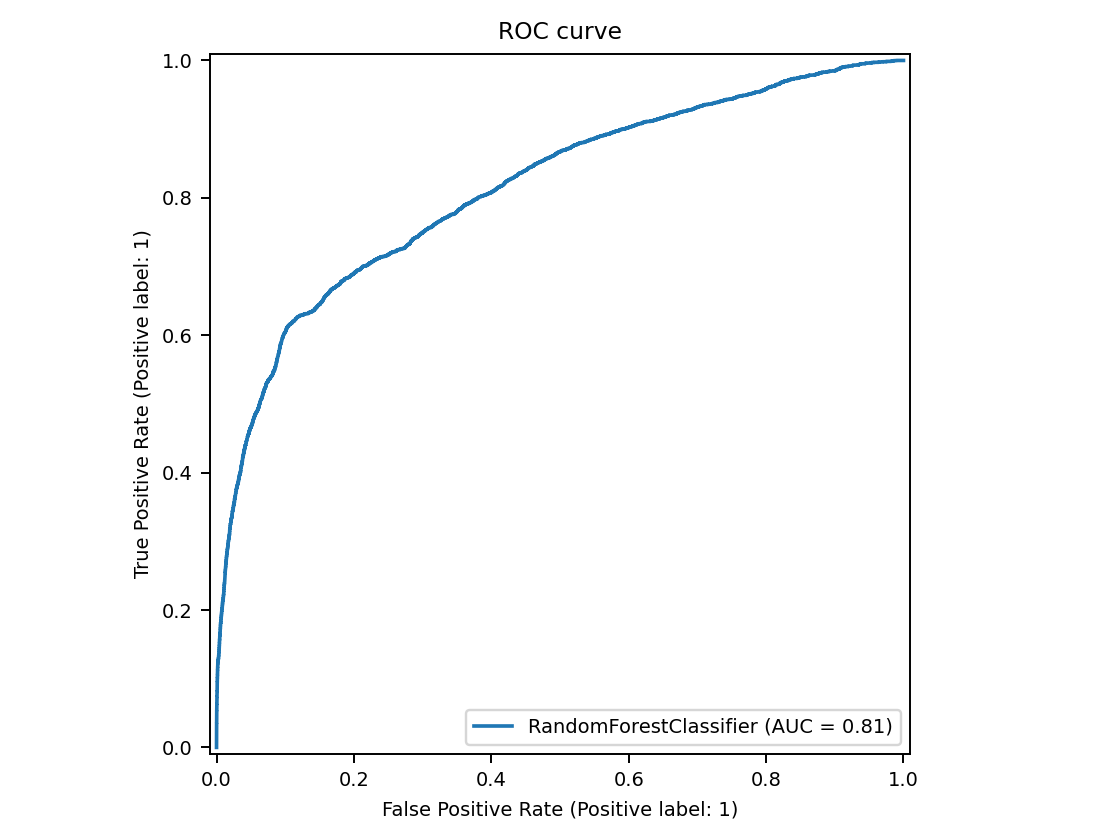 ROC curve
True Positive Rate (Positive label: 1)
1.0
0.8
0.6
0.4
0.2
0.0
RandomForestClassifier (AUC = 0.81)
0.0 0.2 0.4 0.6 0.8 1.0
False Positive Rate (Positive label: 1)